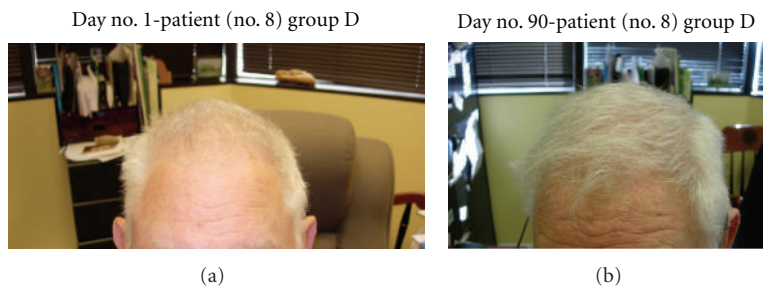 Day no. 1-patient (no. 8) group D
Day no. 90-patient (no. 8) group D
(a)
(b)